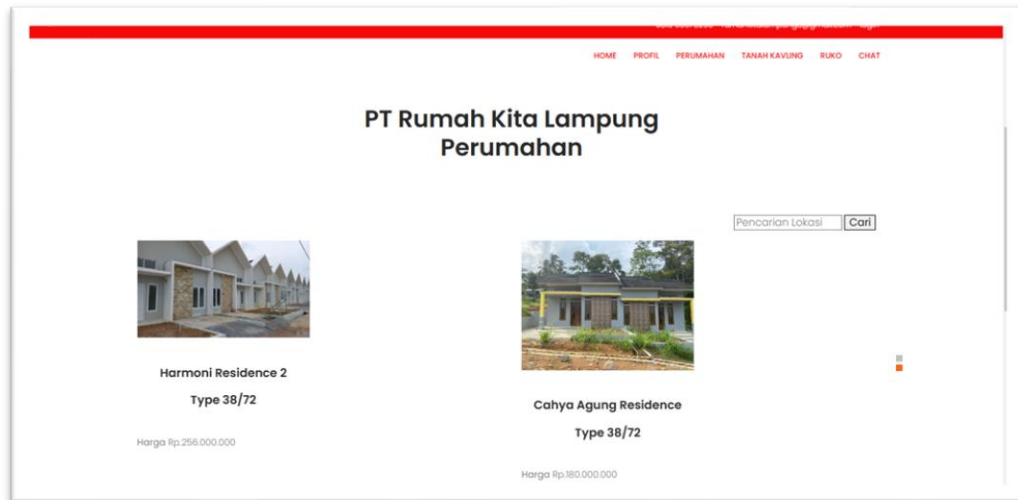 HOME PROFIL PERUMAHAN TANAH KAVLING RUKO CHAT
PT Rumah Kita Lampung
Perumahan
Pencarian Lokasi Cari
Harmoni Residence 2
Type 38/72
Harga Rp.256.000.000
Cahya Agung Residence
Type 38/72
Harga Rp.180.000.000